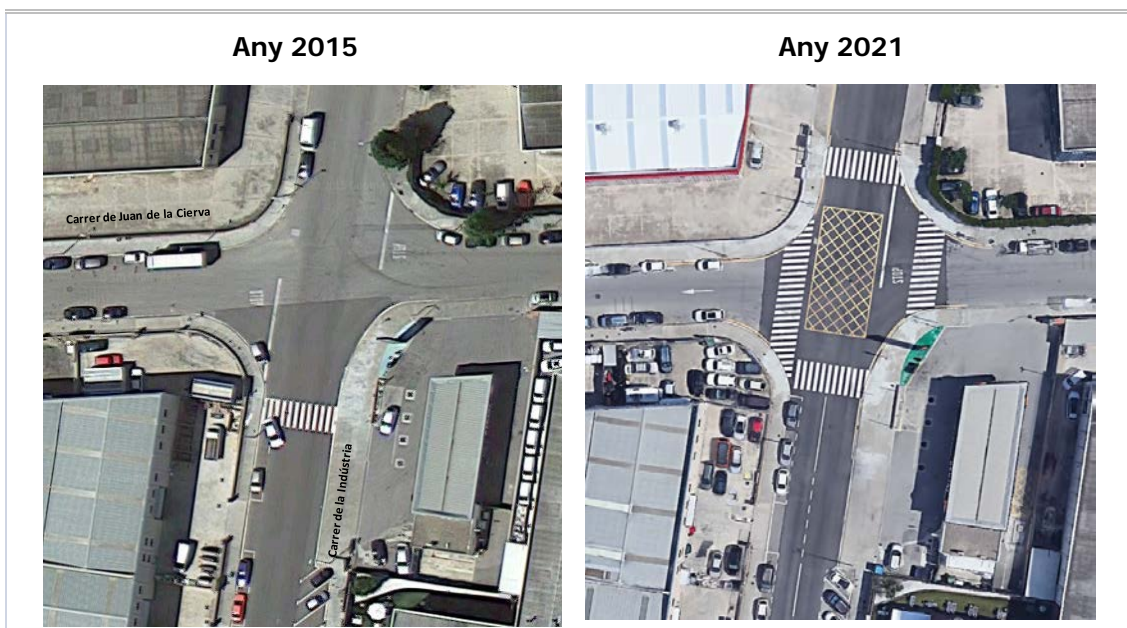 Any 2015
Any 2021
Carrer de Juan de la Cierva
Carrer de la Indústria
STOP